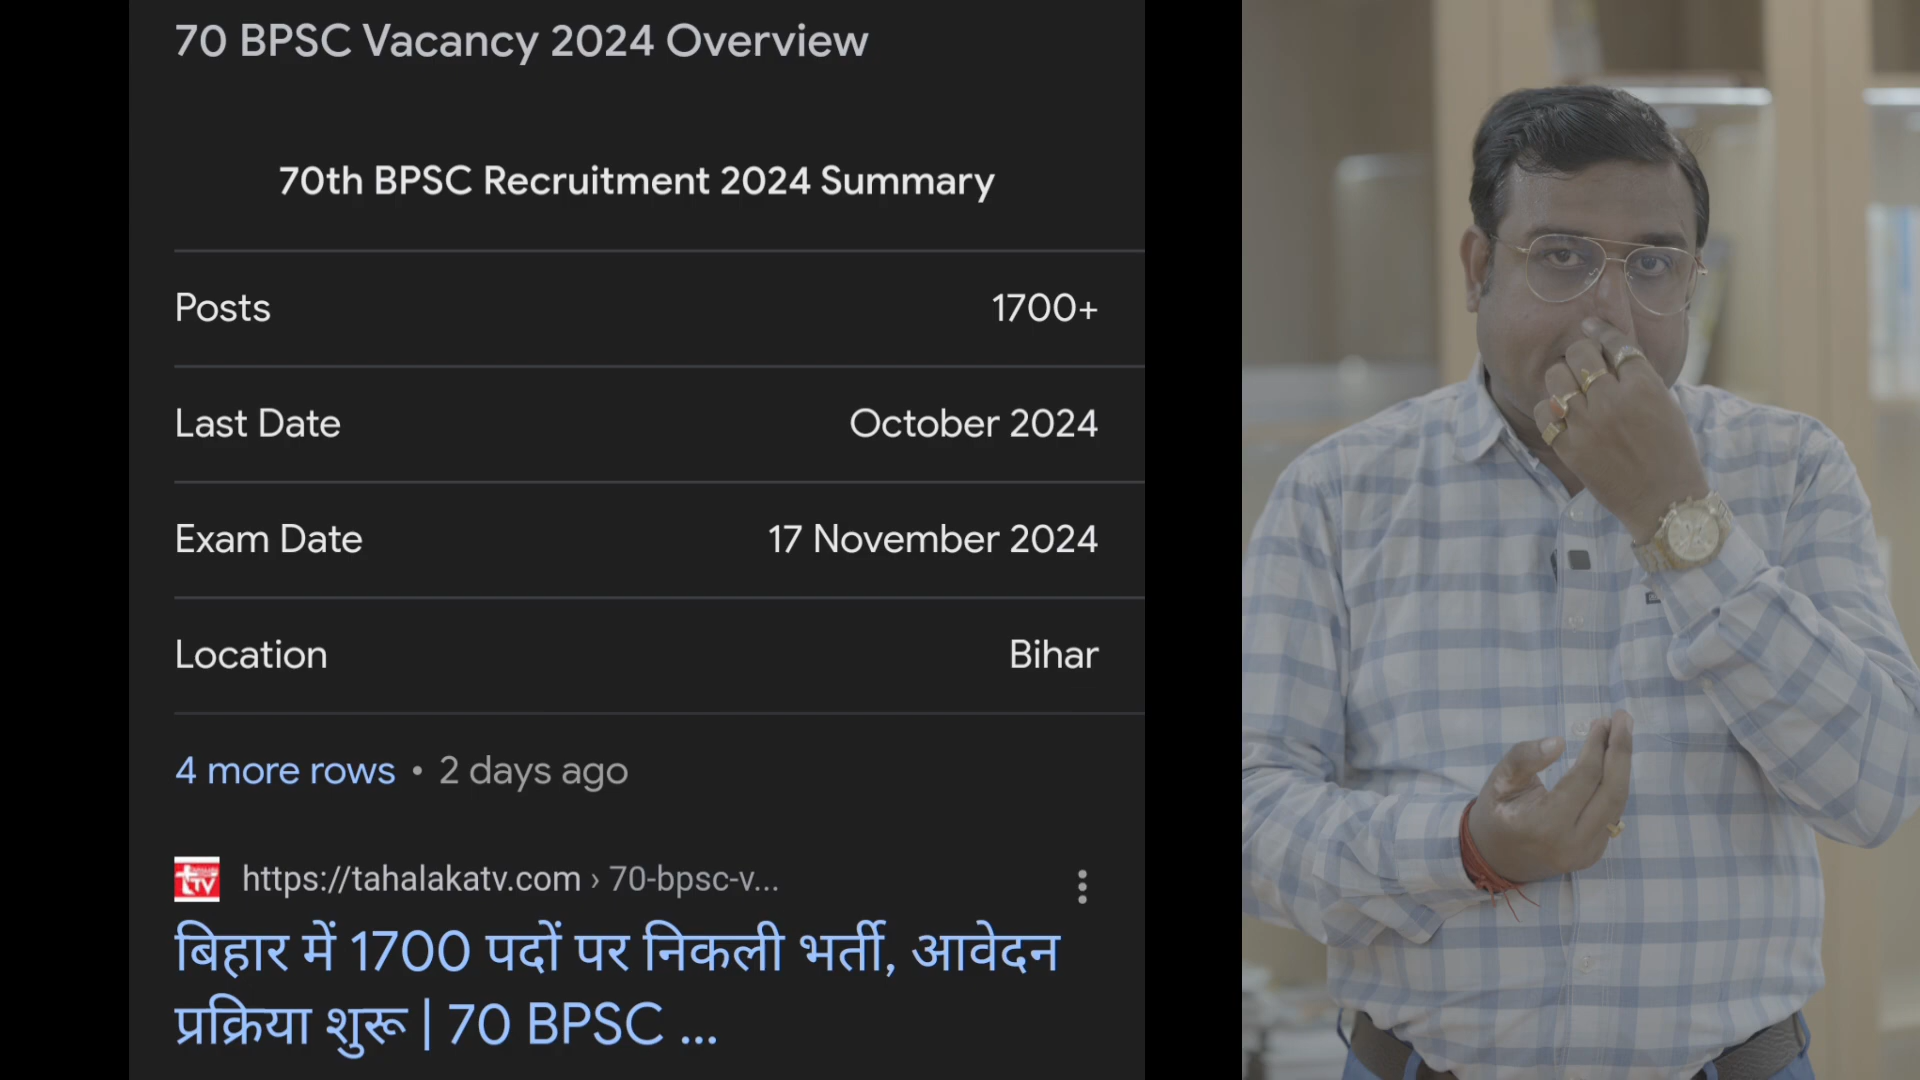 70 BPSC Vacancy 2024 Overview
70th BPSC Recruitment 2024 Summary
Posts 1700+
Last Date October 2024
Exam Date 17 November 2024
Location Bihar
4 more rows • 2 days ago
TV
https://tahalakatv.com › 70-bpsc-v...
बिहार में 1700 पदों पर निकली भर्ती, आवेदन
प्रक्रिया शुरू | 70 BPSC ...